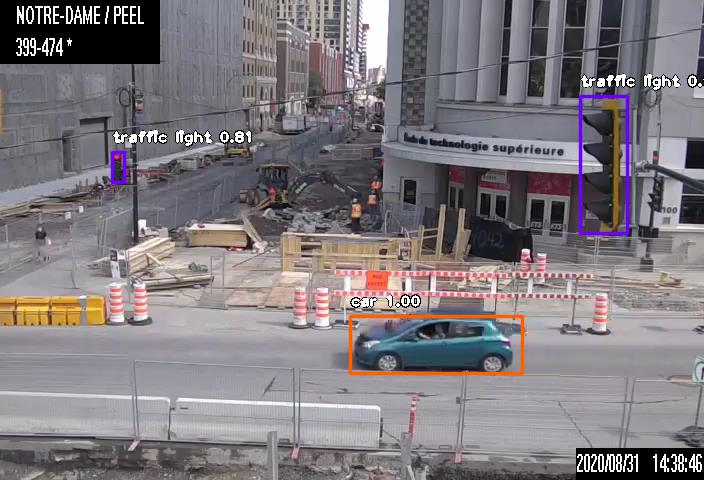 NOTRE-DAME / PEEL
399-474 *
traffic light 0.
traffic light 0.81
École de technologie supérieure
car 1.00
2020/08/31 14:38:46